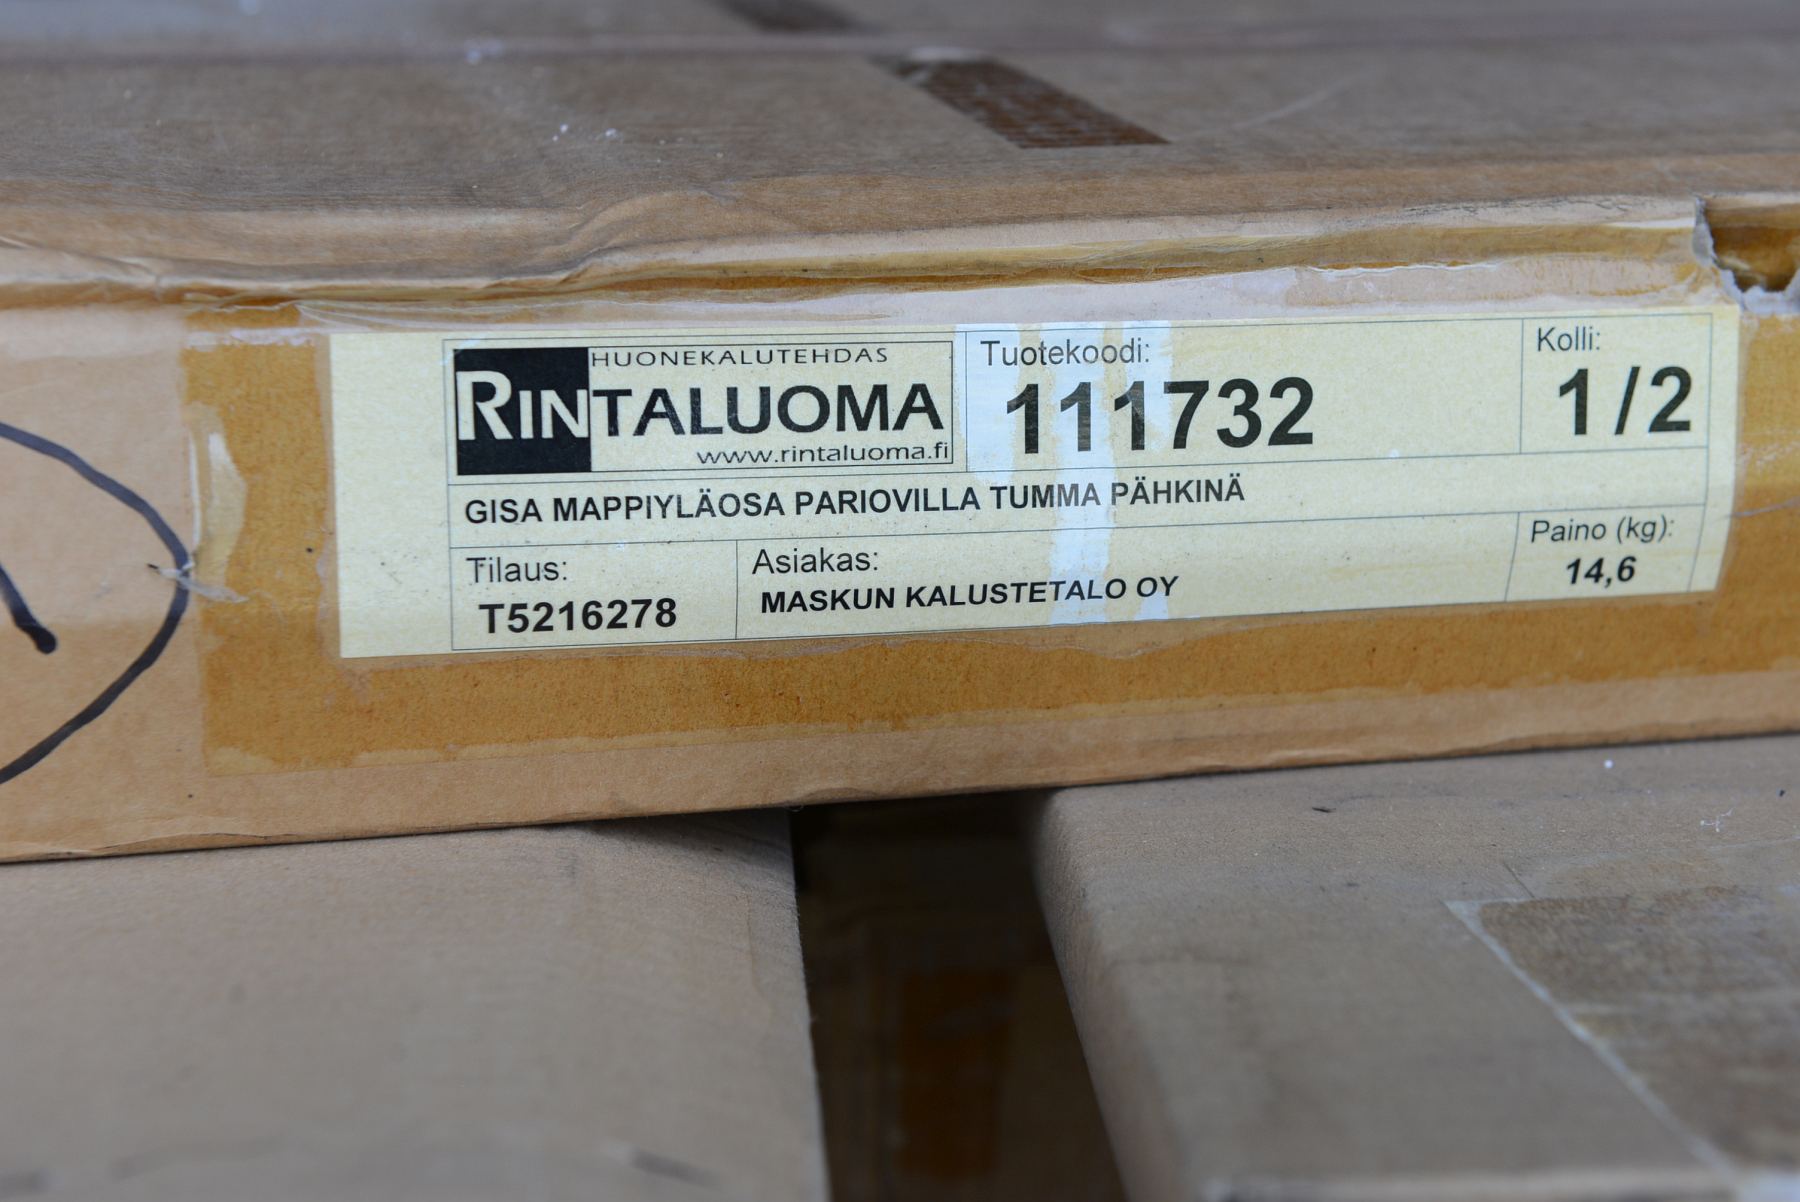 HUONEKALUTEHDAS
RINTALUOMA
www.rintaluoma.fi
Tuotekoodi:
111732
Kolli:
1/2
GISA MAPPIYLÄOSA PARIOVILLA TUMMA PÄHKINÄ
Tilaus:
T5216278
Asiakas:
MASKUN KALUSTETALO OY
Paino (kg):
14,6